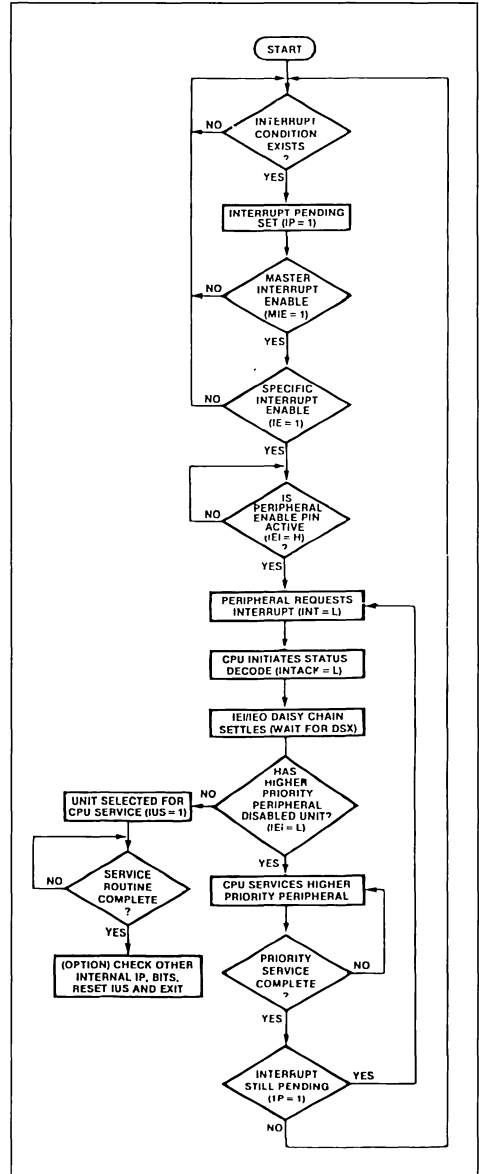 START
INTERRUPT
CONDITION
EXISTS
?
NO
YES
INTERRUPT PENDING
SET (IP = 1)
MASTER
INTERRUPT
ENABLE
(MIE = 1)
NO
YES
SPECIFIC
INTERRUPT
ENABLE
(IE = 1)
NO
YES
IS
PERIPHERAL
ENABLE PIN
ACTIVE
(IEI = H)
?
NO
YES
PERIPHERAL REQUESTS
INTERRUPT (INT = L)
CPU INITIATES STATUS
DECODE (INTACK = L)
IEI/IEO DAISY CHAIN
SETTLES (WAIT FOR DSX)
HAS
HIGHER
PRIORITY
PERIPHERAL
DISABLED UNIT?
(IEI = L)
NO
YES
UNIT SELECTED FOR
CPU SERVICE (IUS = 1)
SERVICE
ROUTINE
COMPLETE
?
NO
YES
(OPTION) CHECK OTHER
INTERNAL IP, BITS,
RESET IUS AND EXIT
CPU SERVICES HIGHER
PRIORITY PERIPHERAL
PRIORITY
SERVICE
COMPLETE
?
NO
YES
INTERRUPT
STILL PENDING
(IP = 1)
YES
NO